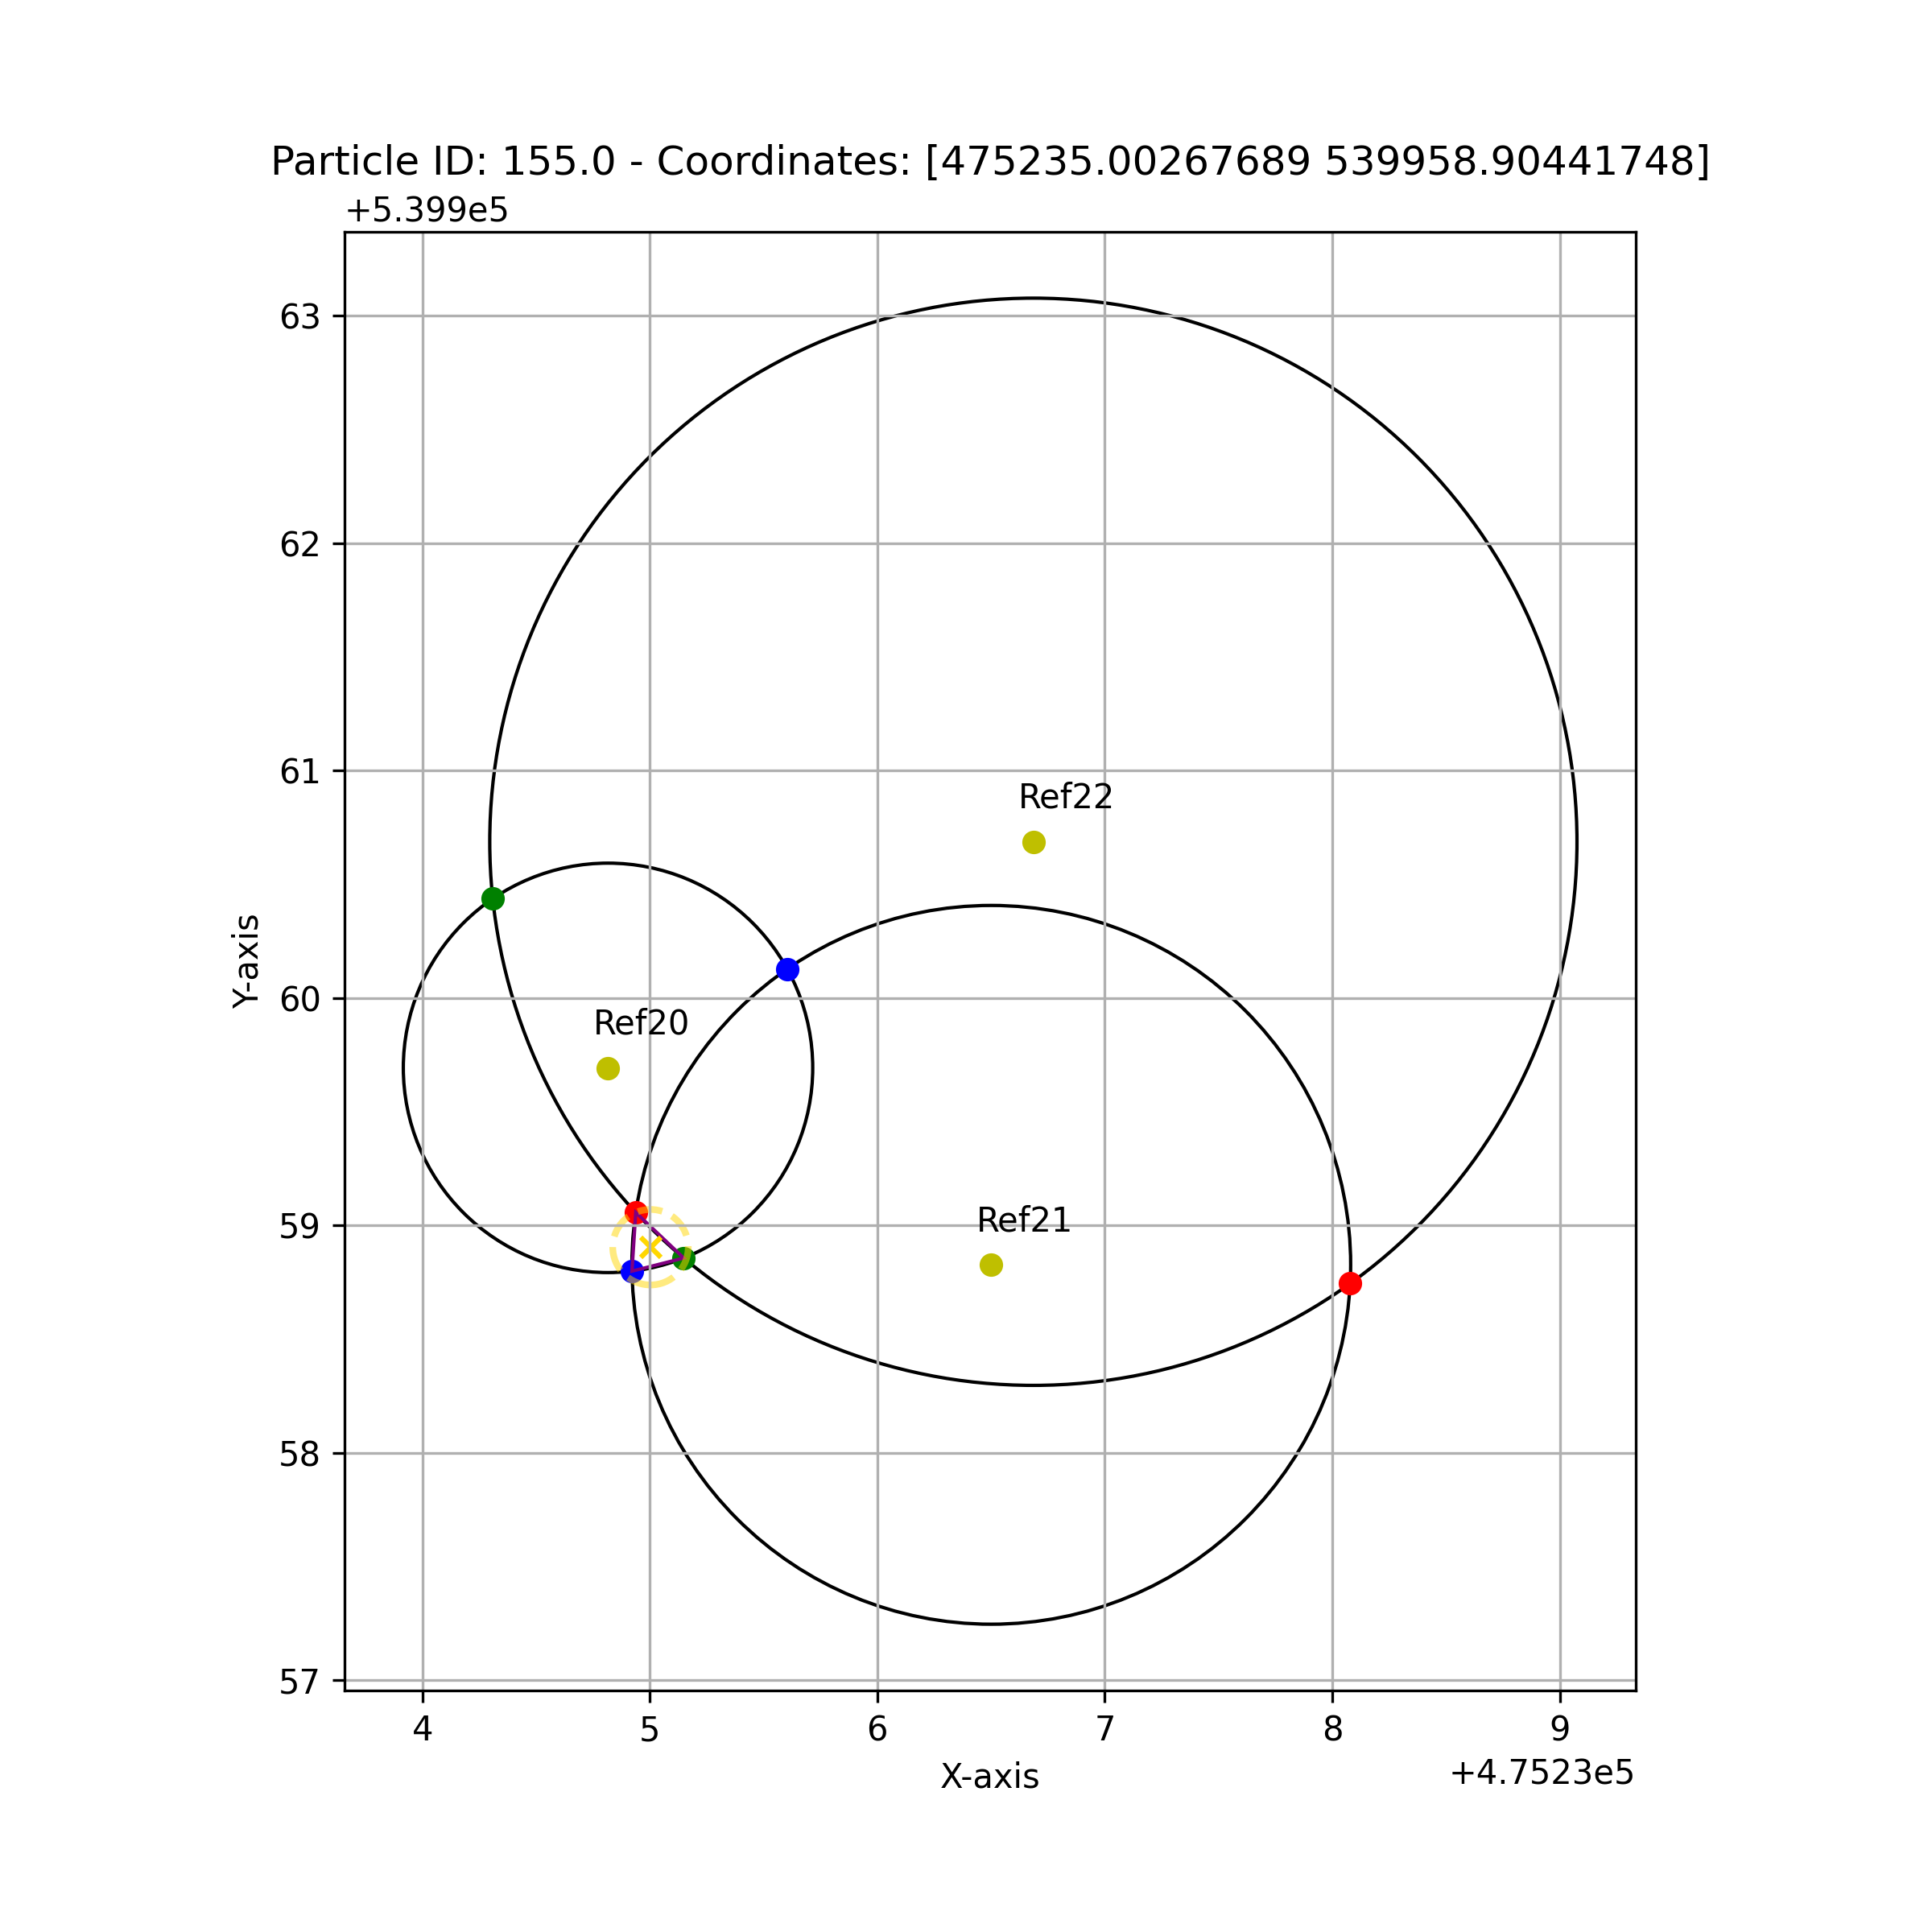 Particle ID: 155.0 - Coordinates: [475235.00267689 539958.90441748]
+5.399e5
63
62
61
60
59
58
57
Y-axis
Ref22
Ref20
Ref21
4 5 6 7 8 9
X-axis
+4.7523e5